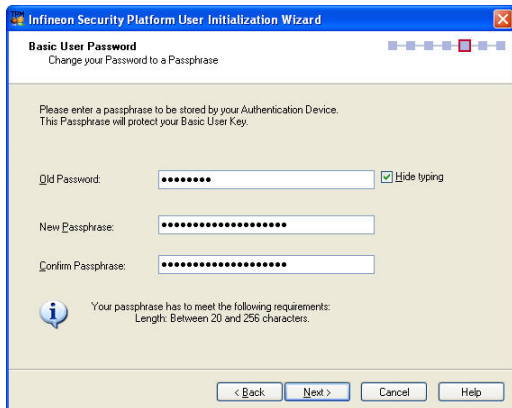 Infineon Security Platform User Initialization Wizard
Basic User Password
Change your Password to a Passphrase
Please enter a passphrase to be stored by your Authentication Device.
This Passphrase will protect your Basic User Key.
Old Password: ●●●●●●●● Hide typing
New Passphrase: ●●●●●●●●●●●●●●●●●●●●
Confirm Passphrase: ●●●●●●●●●●●●●●●●●●●●
Your passphrase has to meet the following requirements:
Length: Between 20 and 256 characters.
< Back Next > Cancel Help